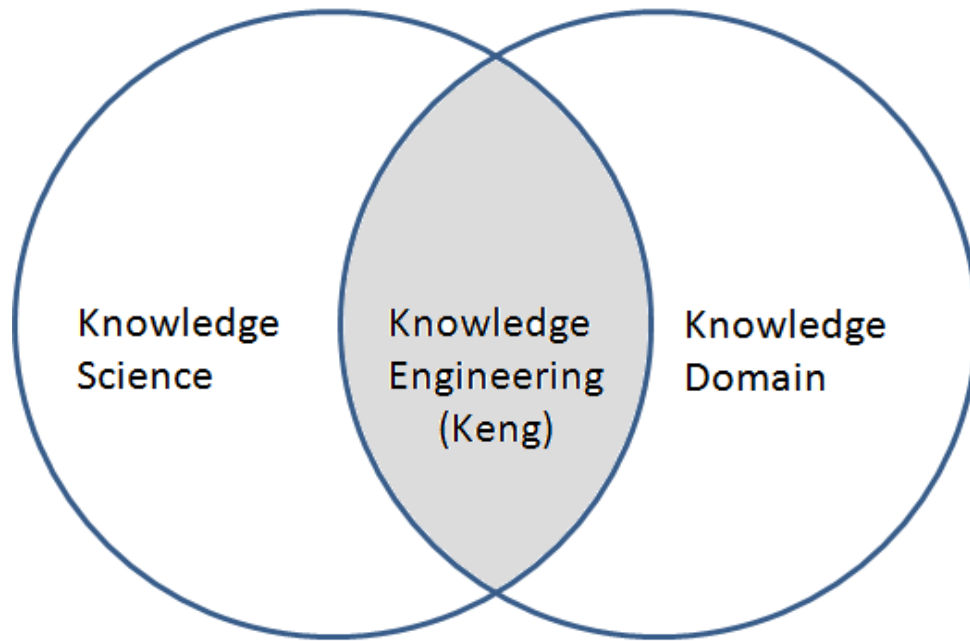 Knowledge
Science
Knowledge
Engineering
(Keng)
Knowledge
Domain